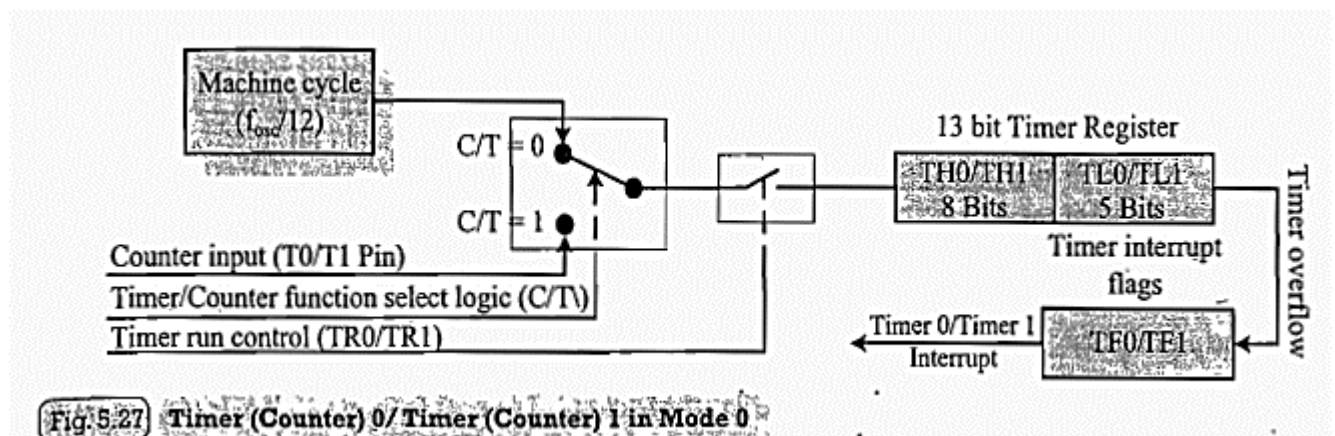 Machine cycle
(fosc/12)
C/T = 0
C/T = 1
Counter input (T0/T1 Pin)
Timer/Counter function select logic (C/T\)
Timer run control (TR0/TR1)
13 bit Timer Register
TH0/TH1
8 Bits
TL0/TL1
5 Bits
Timer overflow
Timer interrupt
flags
TF0/TF1
Timer 0/Timer 1
Interrupt
Fig. 5.27 Timer (Counter) 0/ Timer (Counter) 1 in Mode 0